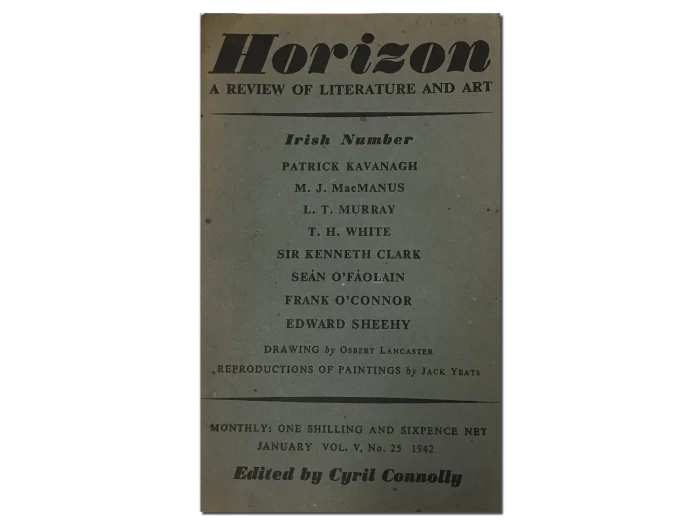 Horizon
A REVIEW OF LITERATURE AND ART
Irish Number
PATRICK KAVANAGH
M. J. MacMANUS
L. T. MURRAY
T. H. WHITE
SIR KENNETH CLARK
SEÁN O'FÁOLAIN
FRANK O'CONNOR
EDWARD SHEEHY
DRAWING by OSBERT LANCASTER
REPRODUCTIONS OF PAINTINGS by JACK YEATS
MONTHLY: ONE SHILLING AND SIXPENCE NET
JANUARY VOL. V, No. 25 1942
Edited by Cyril Connolly